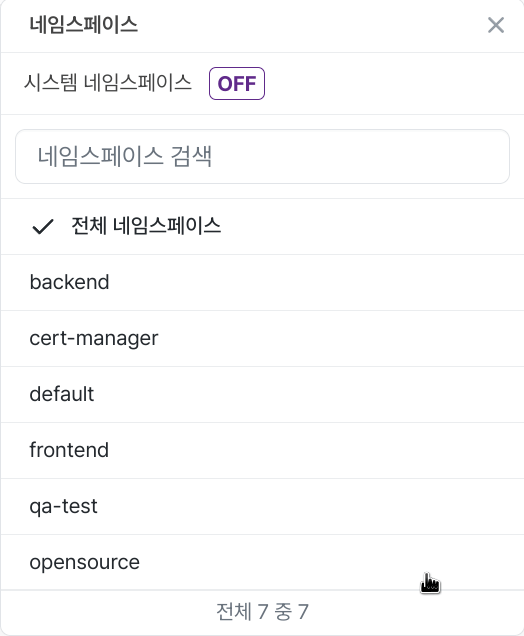 네임스페이스
시스템 네임스페이스 OFF
네임스페이스 검색
전체 네임스페이스
backend
cert-manager
default
frontend
qa-test
opensource
전체 7 중 7